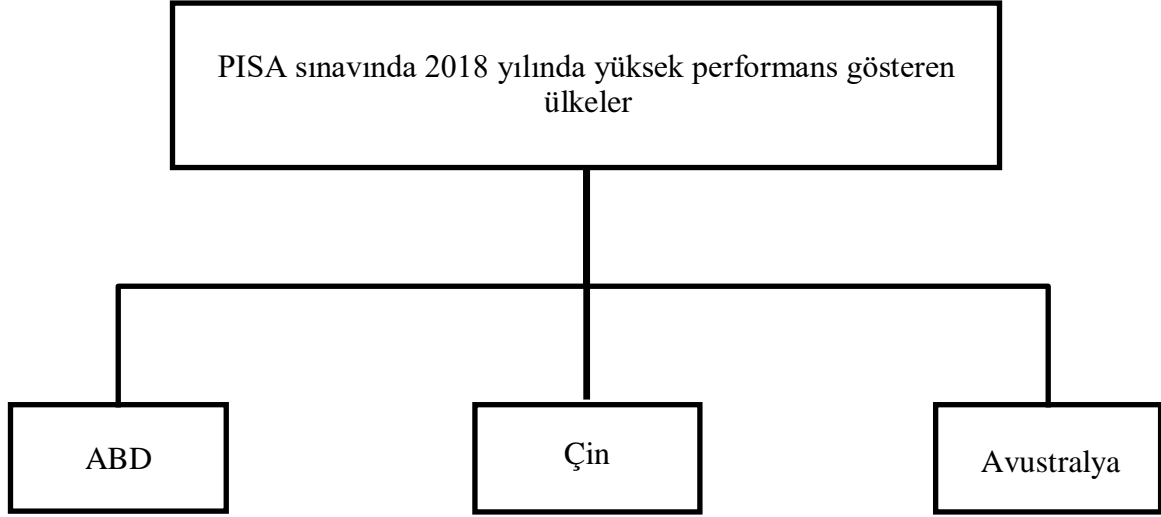 PISA sınavında 2018 yılında yüksek performans gösteren
ülkeler
ABD
Çin
Avustralya